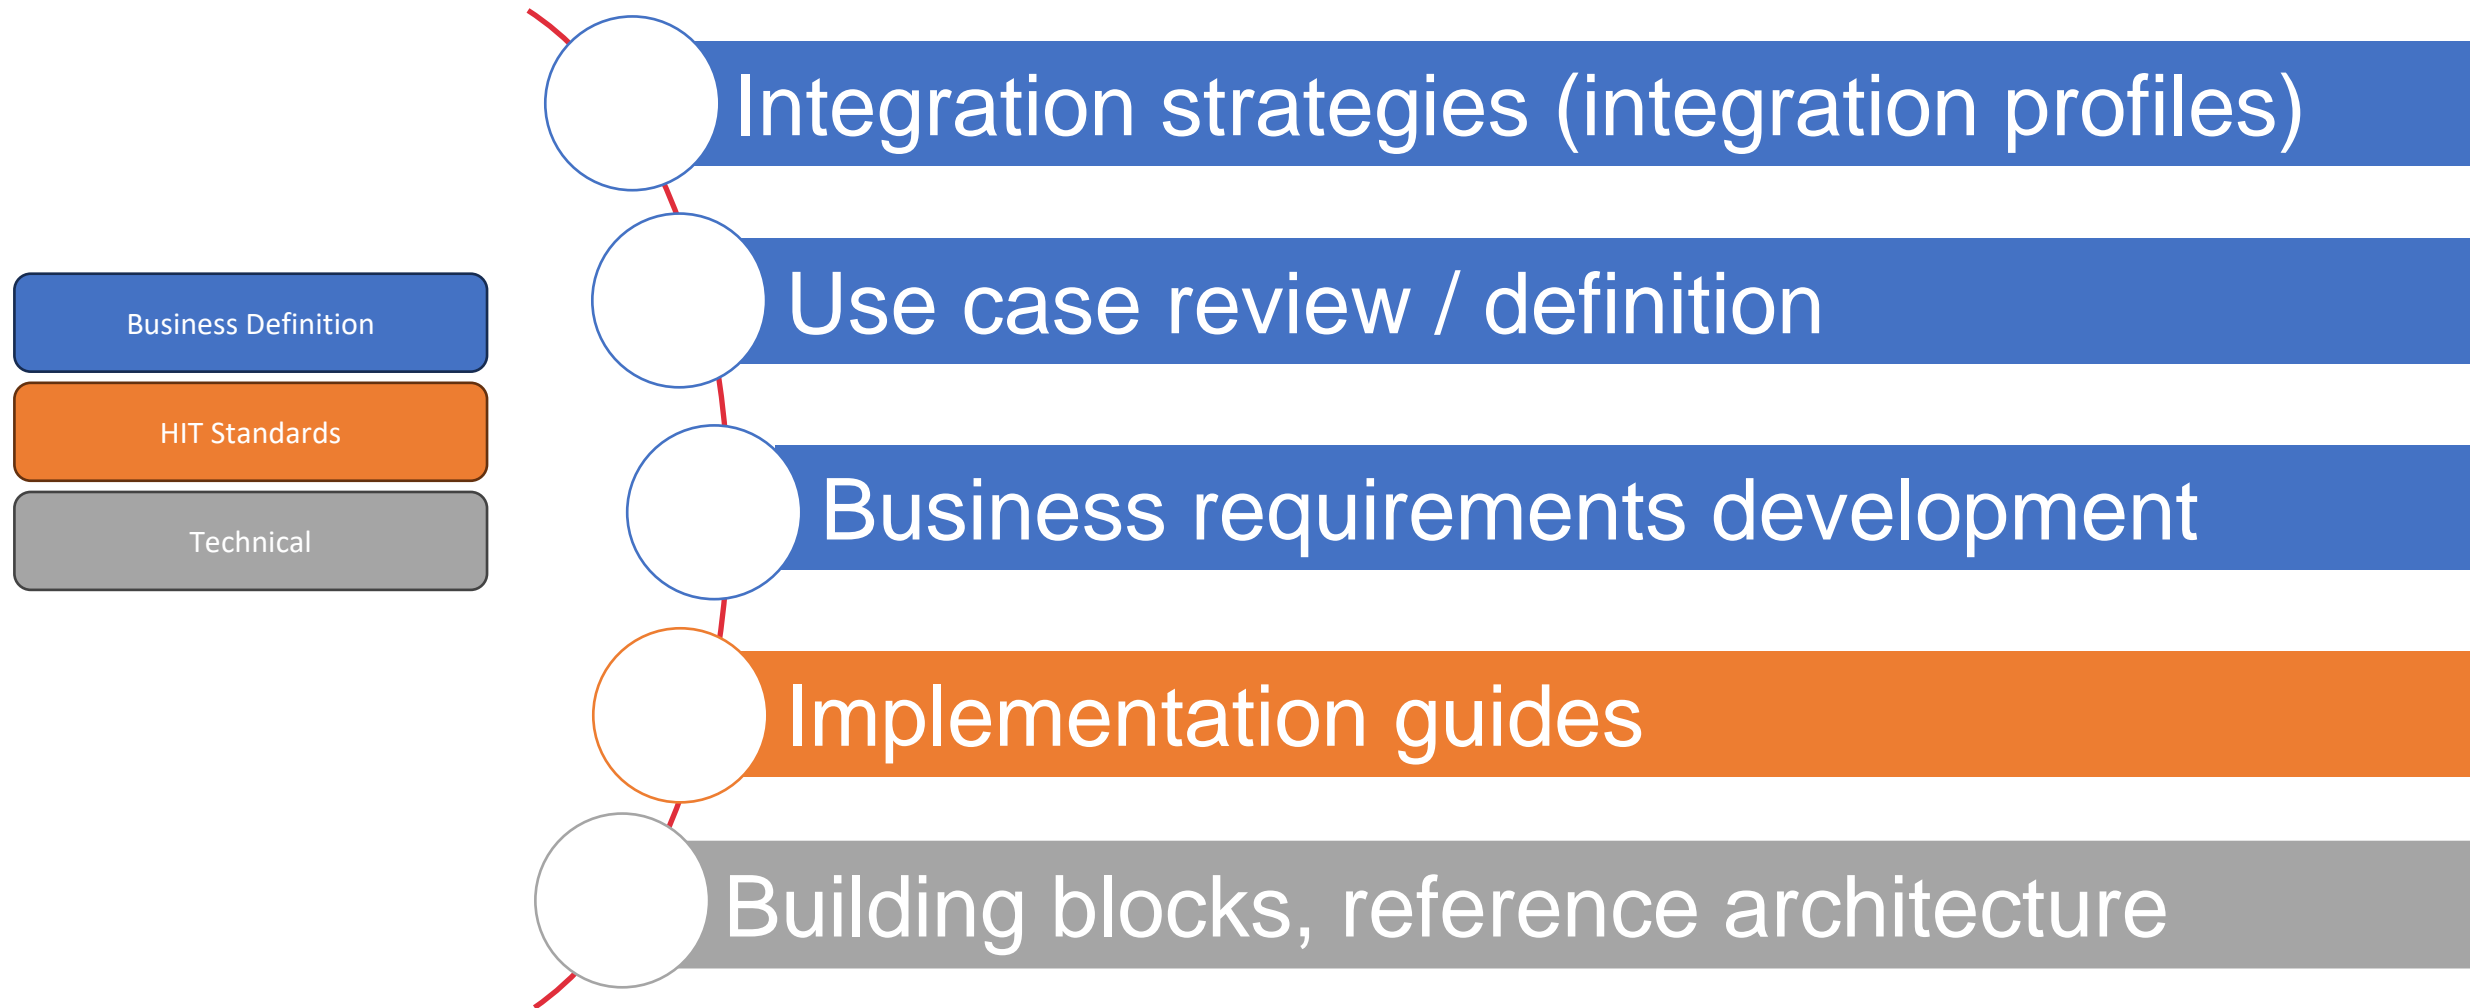 Integration strategies (integration profiles)
Use case review / definition
Business Definition
HIT Standards
Technical
Business requirements development
Implementation guides
Building blocks, reference architecture